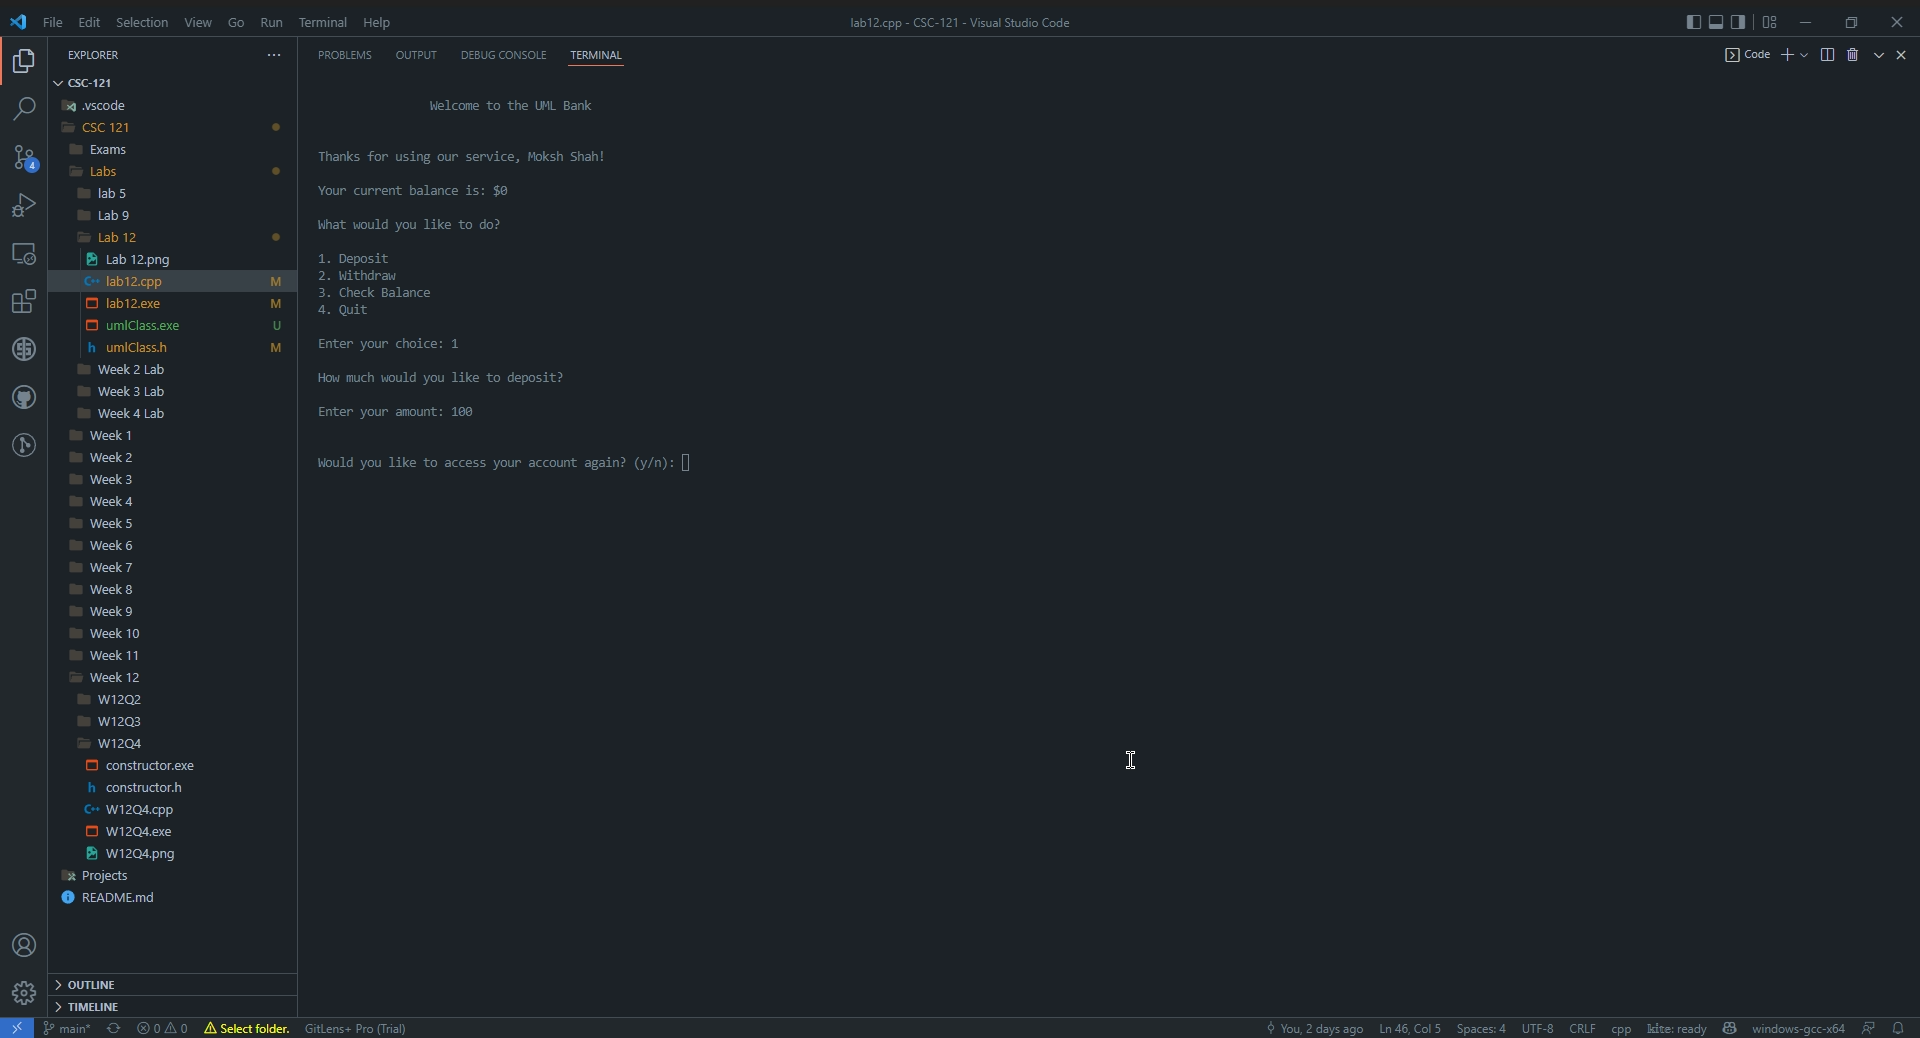 File Edit Selection View Go Run Terminal Help
lab12.cpp - CSC-121 - Visual Studio Code
EXPLORER
CSC-121
.vscode
CSC 121
Exams
Labs
lab 5
Lab 9
Lab 12
Lab 12.png
lab12.cpp M
lab12.exe M
umlClass.exe U
umlClass.h M
Week 2 Lab
Week 3 Lab
Week 4 Lab
Week 1
Week 2
Week 3
Week 4
Week 5
Week 6
Week 7
Week 8
Week 9
Week 10
Week 11
Week 12
W12Q2
W12Q3
W12Q4
constructor.exe
constructor.h
W12Q4.cpp
W12Q4.exe
W12Q4.png
Projects
README.md
OUTLINE
TIMELINE
4
PROBLEMS OUTPUT DEBUG CONSOLE TERMINAL
Code
Welcome to the UML Bank
Thanks for using our service, Moksh Shah!
Your current balance is: $0
What would you like to do?
1. Deposit
2. Withdraw
3. Check Balance
4. Quit
Enter your choice: 1
How much would you like to deposit?
Enter your amount: 100
Would you like to access your account again? (y/n):
main* 0 0 Select folder. GitLens+ Pro (Trial)
You, 2 days ago Ln 46, Col 5 Spaces: 4 UTF-8 CRLF cpp kite: ready windows-gcc-x64